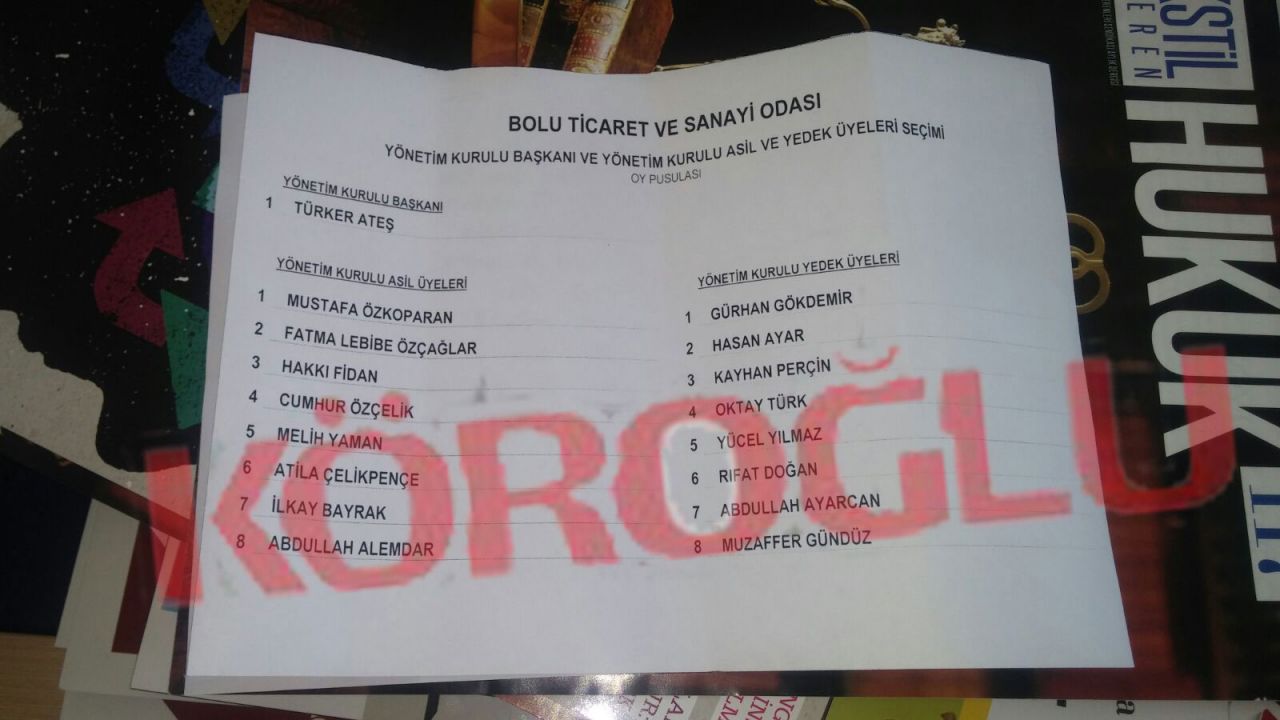 BOLU TİCARET VE SANAYİ ODASI
YÖNETİM KURULU BAŞKANI VE YÖNETİM KURULU ASİL VE YEDEK ÜYELERİ SEÇİMİ
OY PUSULASI
YÖNETİM KURULU BAŞKANI
1 TÜRKER ATEŞ
YÖNETİM KURULU ASİL ÜYELERİ
1 MUSTAFA ÖZKOPARAN
2 FATMA LEBİBE ÖZÇAĞLAR
3 HAKKI FİDAN
4 CUMHUR ÖZÇELİK
5 MELİH YAMAN
6 ATİLA ÇELİKPENÇE
7 İLKAY BAYRAK
8 ABDULLAH ALEMDAR
YÖNETİM KURULU YEDEK ÜYELERİ
1 GÜRHAN GÖKDEMİR
2 HASAN AYAR
3 KAYHAN PERÇİN
4 OKTAY TÜRK
5 YÜCEL YILMAZ
6 RIFAT DOĞAN
7 ABDULLAH AYARCAN
8 MUZAFFER GÜNDÜZ
KÖROĞLU
HUKUK